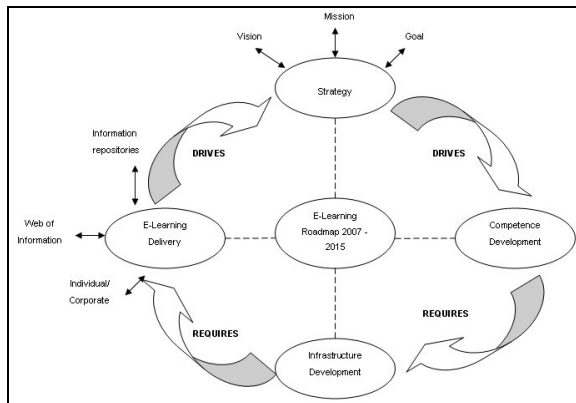 Mission
Vision
Goal
Strategy
Information
repositories
DRIVES
DRIVES
Web of
Information
E-Learning
Delivery
E-Learning
Roadmap 2007 -
2015
Competence
Development
Individual/
Corporate
REQUIRES
REQUIRES
Infrastructure
Development